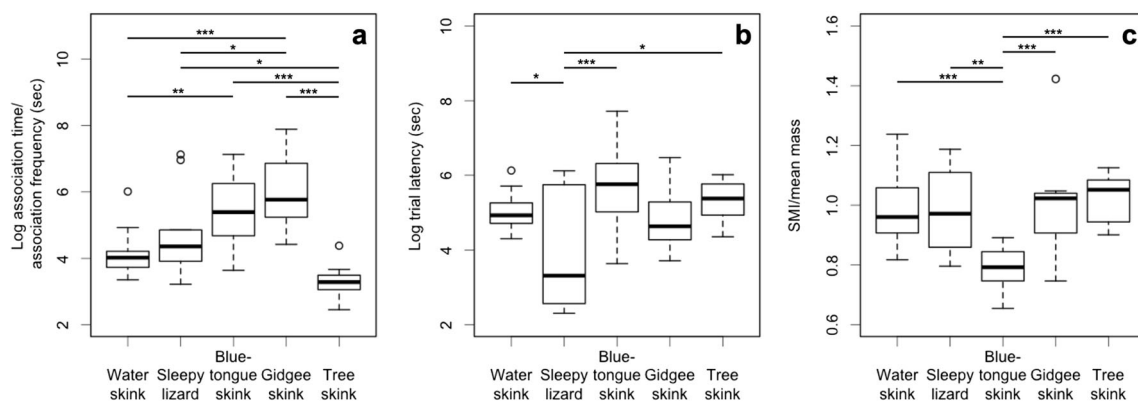 a
Log association time/
association frequency (sec)
10
8
6
4
2
***
*
*
***
**
***
Water
skink
Sleepy
lizard
Blue-
tongue
skink
Gidgee
skink
Tree
skink
b
Log trial latency (sec)
10
8
6
4
2
*
***
*
Water
skink
Sleepy
lizard
Blue-
tongue
skink
Gidgee
skink
Tree
skink
c
SMI/mean mass
1.6
1.4
1.2
1.0
0.8
0.6
***
***
**
***
Water
skink
Sleepy
lizard
Blue-
tongue
skink
Gidgee
skink
Tree
skink